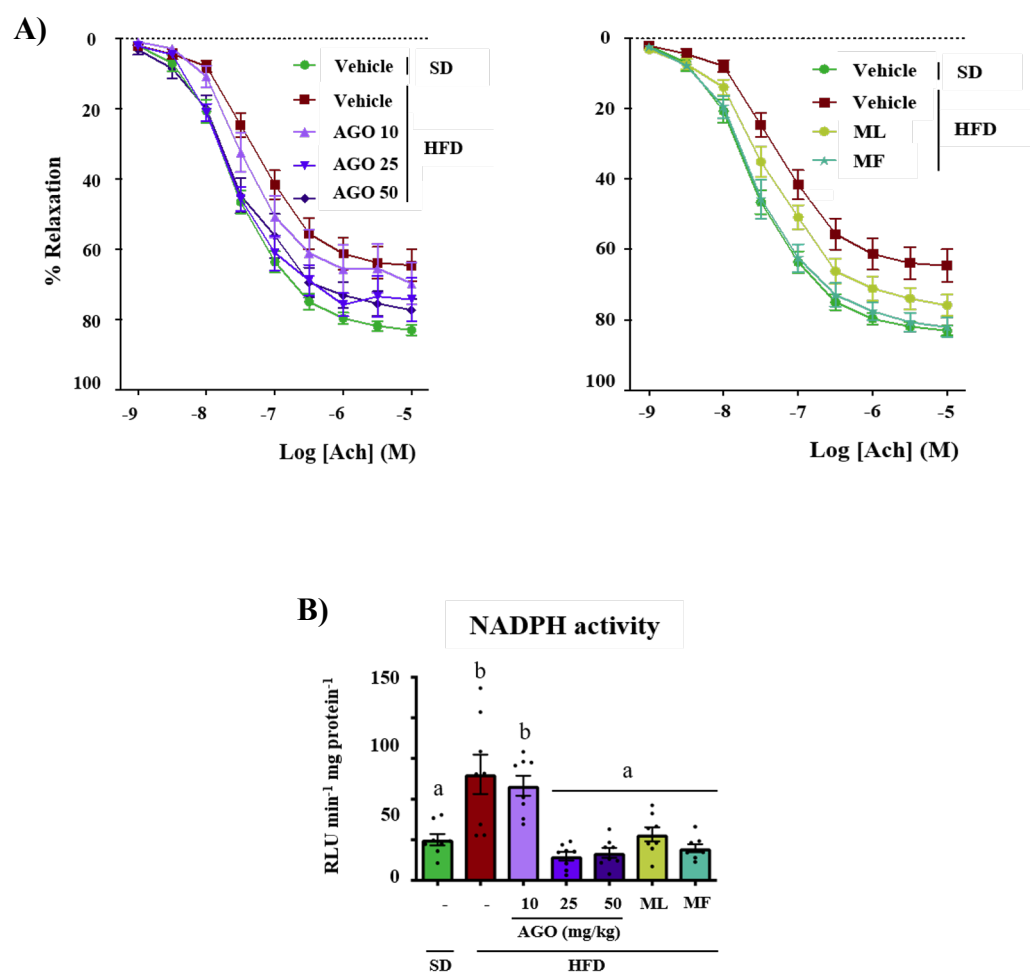 A)
0
20
40
60
80
100
% Relaxation
-9 -8 -7 -6 -5
Log [Ach] (M)
Vehicle SD
Vehicle
AGO 10 HFD
AGO 25
AGO 50
0
20
40
60
80
100
-9 -8 -7 -6 -5
Log [Ach] (M)
Vehicle SD
Vehicle HFD
ML
MF
B)
NADPH activity
RLU min⁻¹ mg protein⁻¹
150
100
50
0
a b b a
- - 10 25 50 ML MF
AGO (mg/kg)
SD HFD